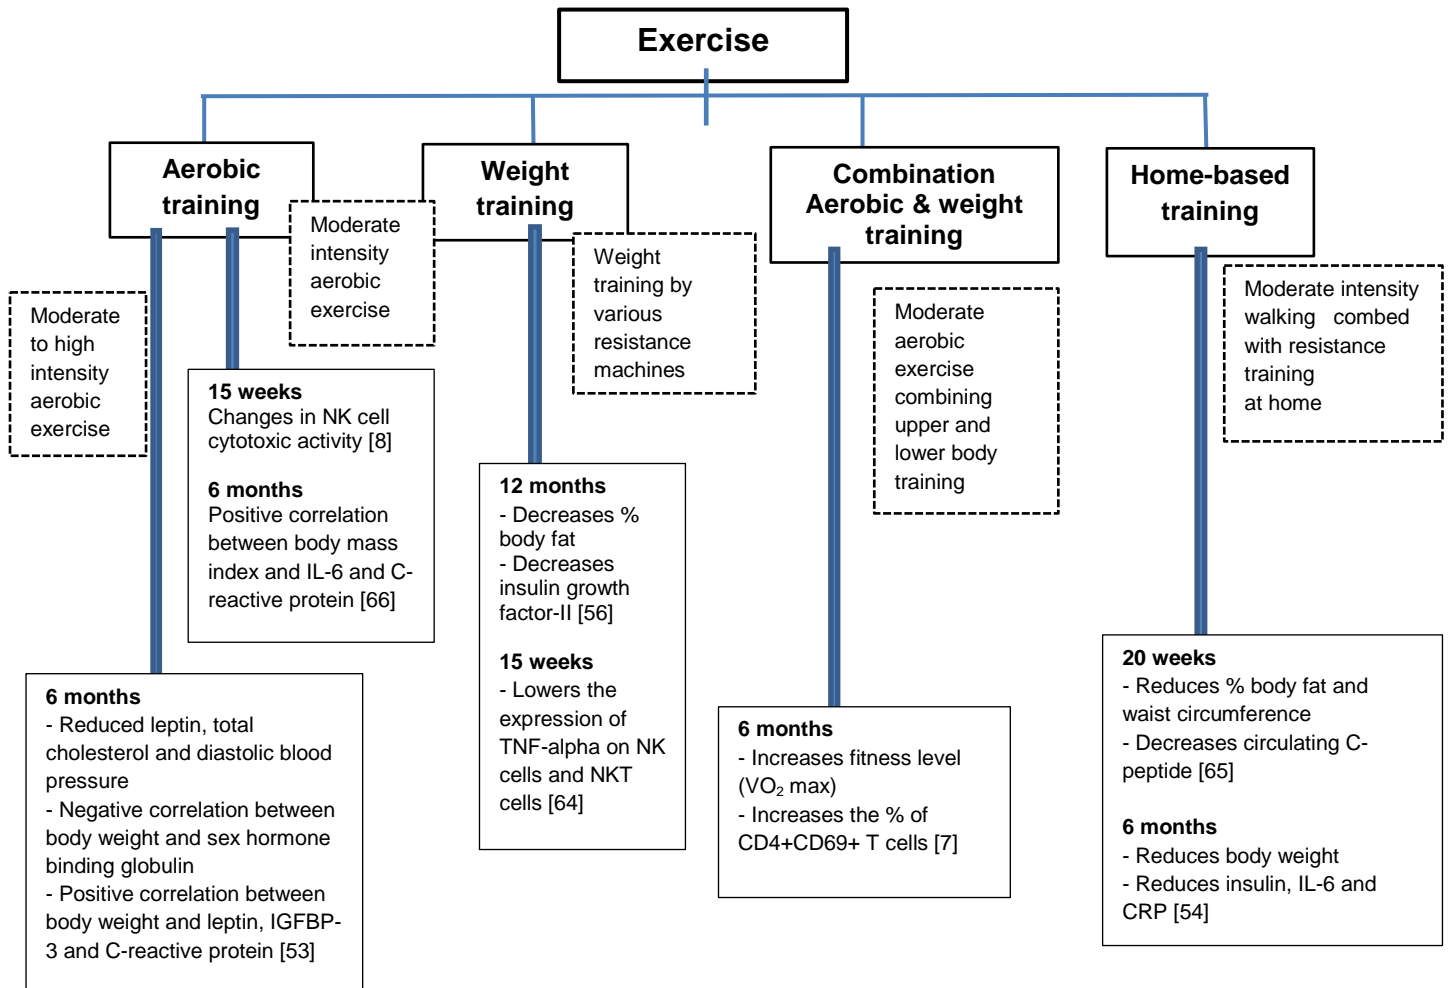 Exercise
Aerobic
training
Weight
training
Combination
Aerobic & weight
training
Home-based
training
Moderate
to high
intensity
aerobic
exercise
Moderate
intensity
aerobic
exercise
Weight
training by
various
resistance
machines
Moderate
aerobic
exercise
combining
upper and
lower body
training
Moderate intensity
walking combed
with resistance
training
at home
6 months
- Reduced leptin, total
cholesterol and diastolic blood
pressure
- Negative correlation between
body weight and sex hormone
binding globulin
- Positive correlation between
body weight and leptin, IGFBP-
3 and C-reactive protein [53]
15 weeks
Changes in NK cell
cytotoxic activity [8]
6 months
Positive correlation
between body mass
index and IL-6 and C-
reactive protein [66]
12 months
- Decreases %
body fat
- Decreases
insulin growth
factor-II [56]
15 weeks
- Lowers the
expression of
TNF-alpha on NK
cells and NKT
cells [64]
6 months
- Increases fitness level
(VO₂ max)
- Increases the % of
CD4+CD69+ T cells [7]
20 weeks
- Reduces % body fat and
waist circumference
- Decreases circulating C-
peptide [65]
6 months
- Reduces body weight
- Reduces insulin, IL-6 and
CRP [54]